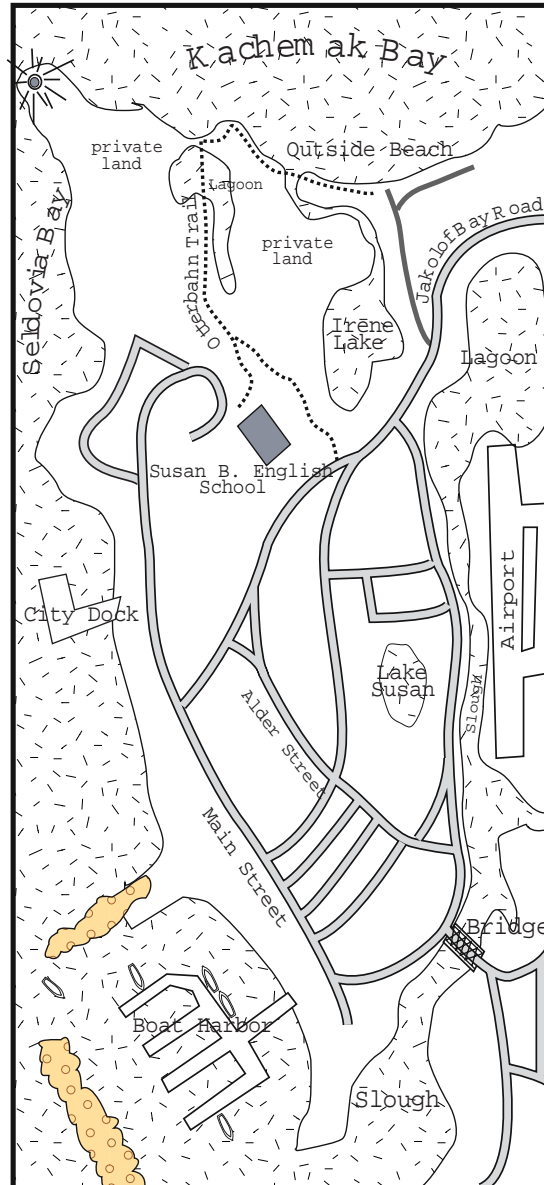 Kachemak Bay
private
land
Outside Beach
Lagoon
Seldovia Bay
Otterbahn Trail
private
land
Jakolof Bay Road
Irene
Lake
Lagoon
Susan B. English
School
Airport
City Dock
Lake
Susan
Slough
Alder Street
Main Street
Bridge
Boat Harbor
Slough